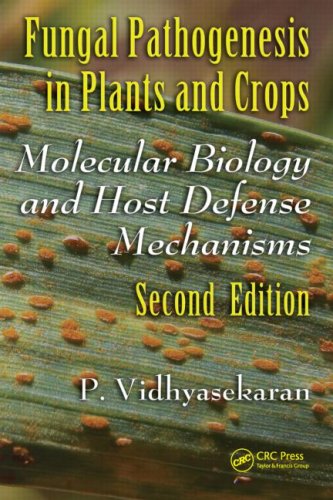 Fungal Pathogenesis
in Plants and Crops
Molecular Biology
and Host Defense
Mechanisms
Second Edition
P. Vidhyasekaran
CRC
CRC Press
Taylor & Francis Group